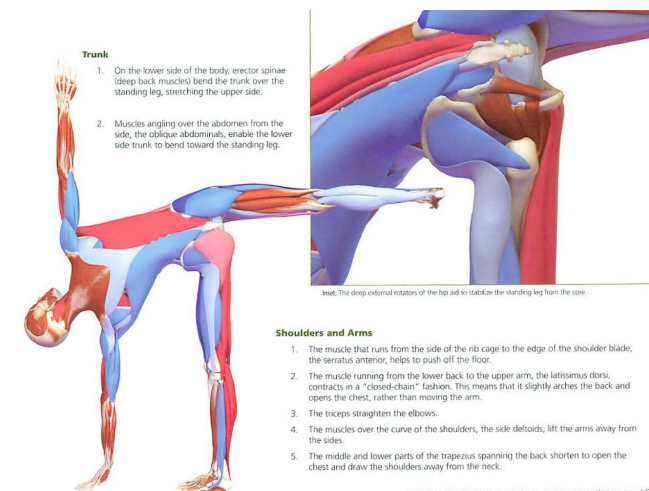 Trunk
1. On the lower side of the body, erector spinae
(deep back muscles) bend the trunk over the
standing leg, stretching the upper side.
2. Muscles angling over the abdomen from the
side, the oblique abdominals, enable the lower
side trunk to bend toward the standing leg.
Inset: The deep external rotators of the hip aid to stabilize the standing leg from the core.
Shoulders and Arms
1. The muscle that runs from the side of the rib cage to the edge of the shoulder blade,
the serratus anterior, helps to push off the floor.
2. The muscle running from the lower back to the upper arm, the latissimus dorsi,
contracts in a "closed-chain" fashion. This means that it slightly arches the back and
opens the chest, rather than moving the arm.
3. The triceps straighten the elbows.
4. The muscles over the curve of the shoulders, the side deltoids, lift the arms away from
the sides.
5. The middle and lower parts of the trapezius spanning the back shorten to open the
chest and draw the shoulders away from the neck.